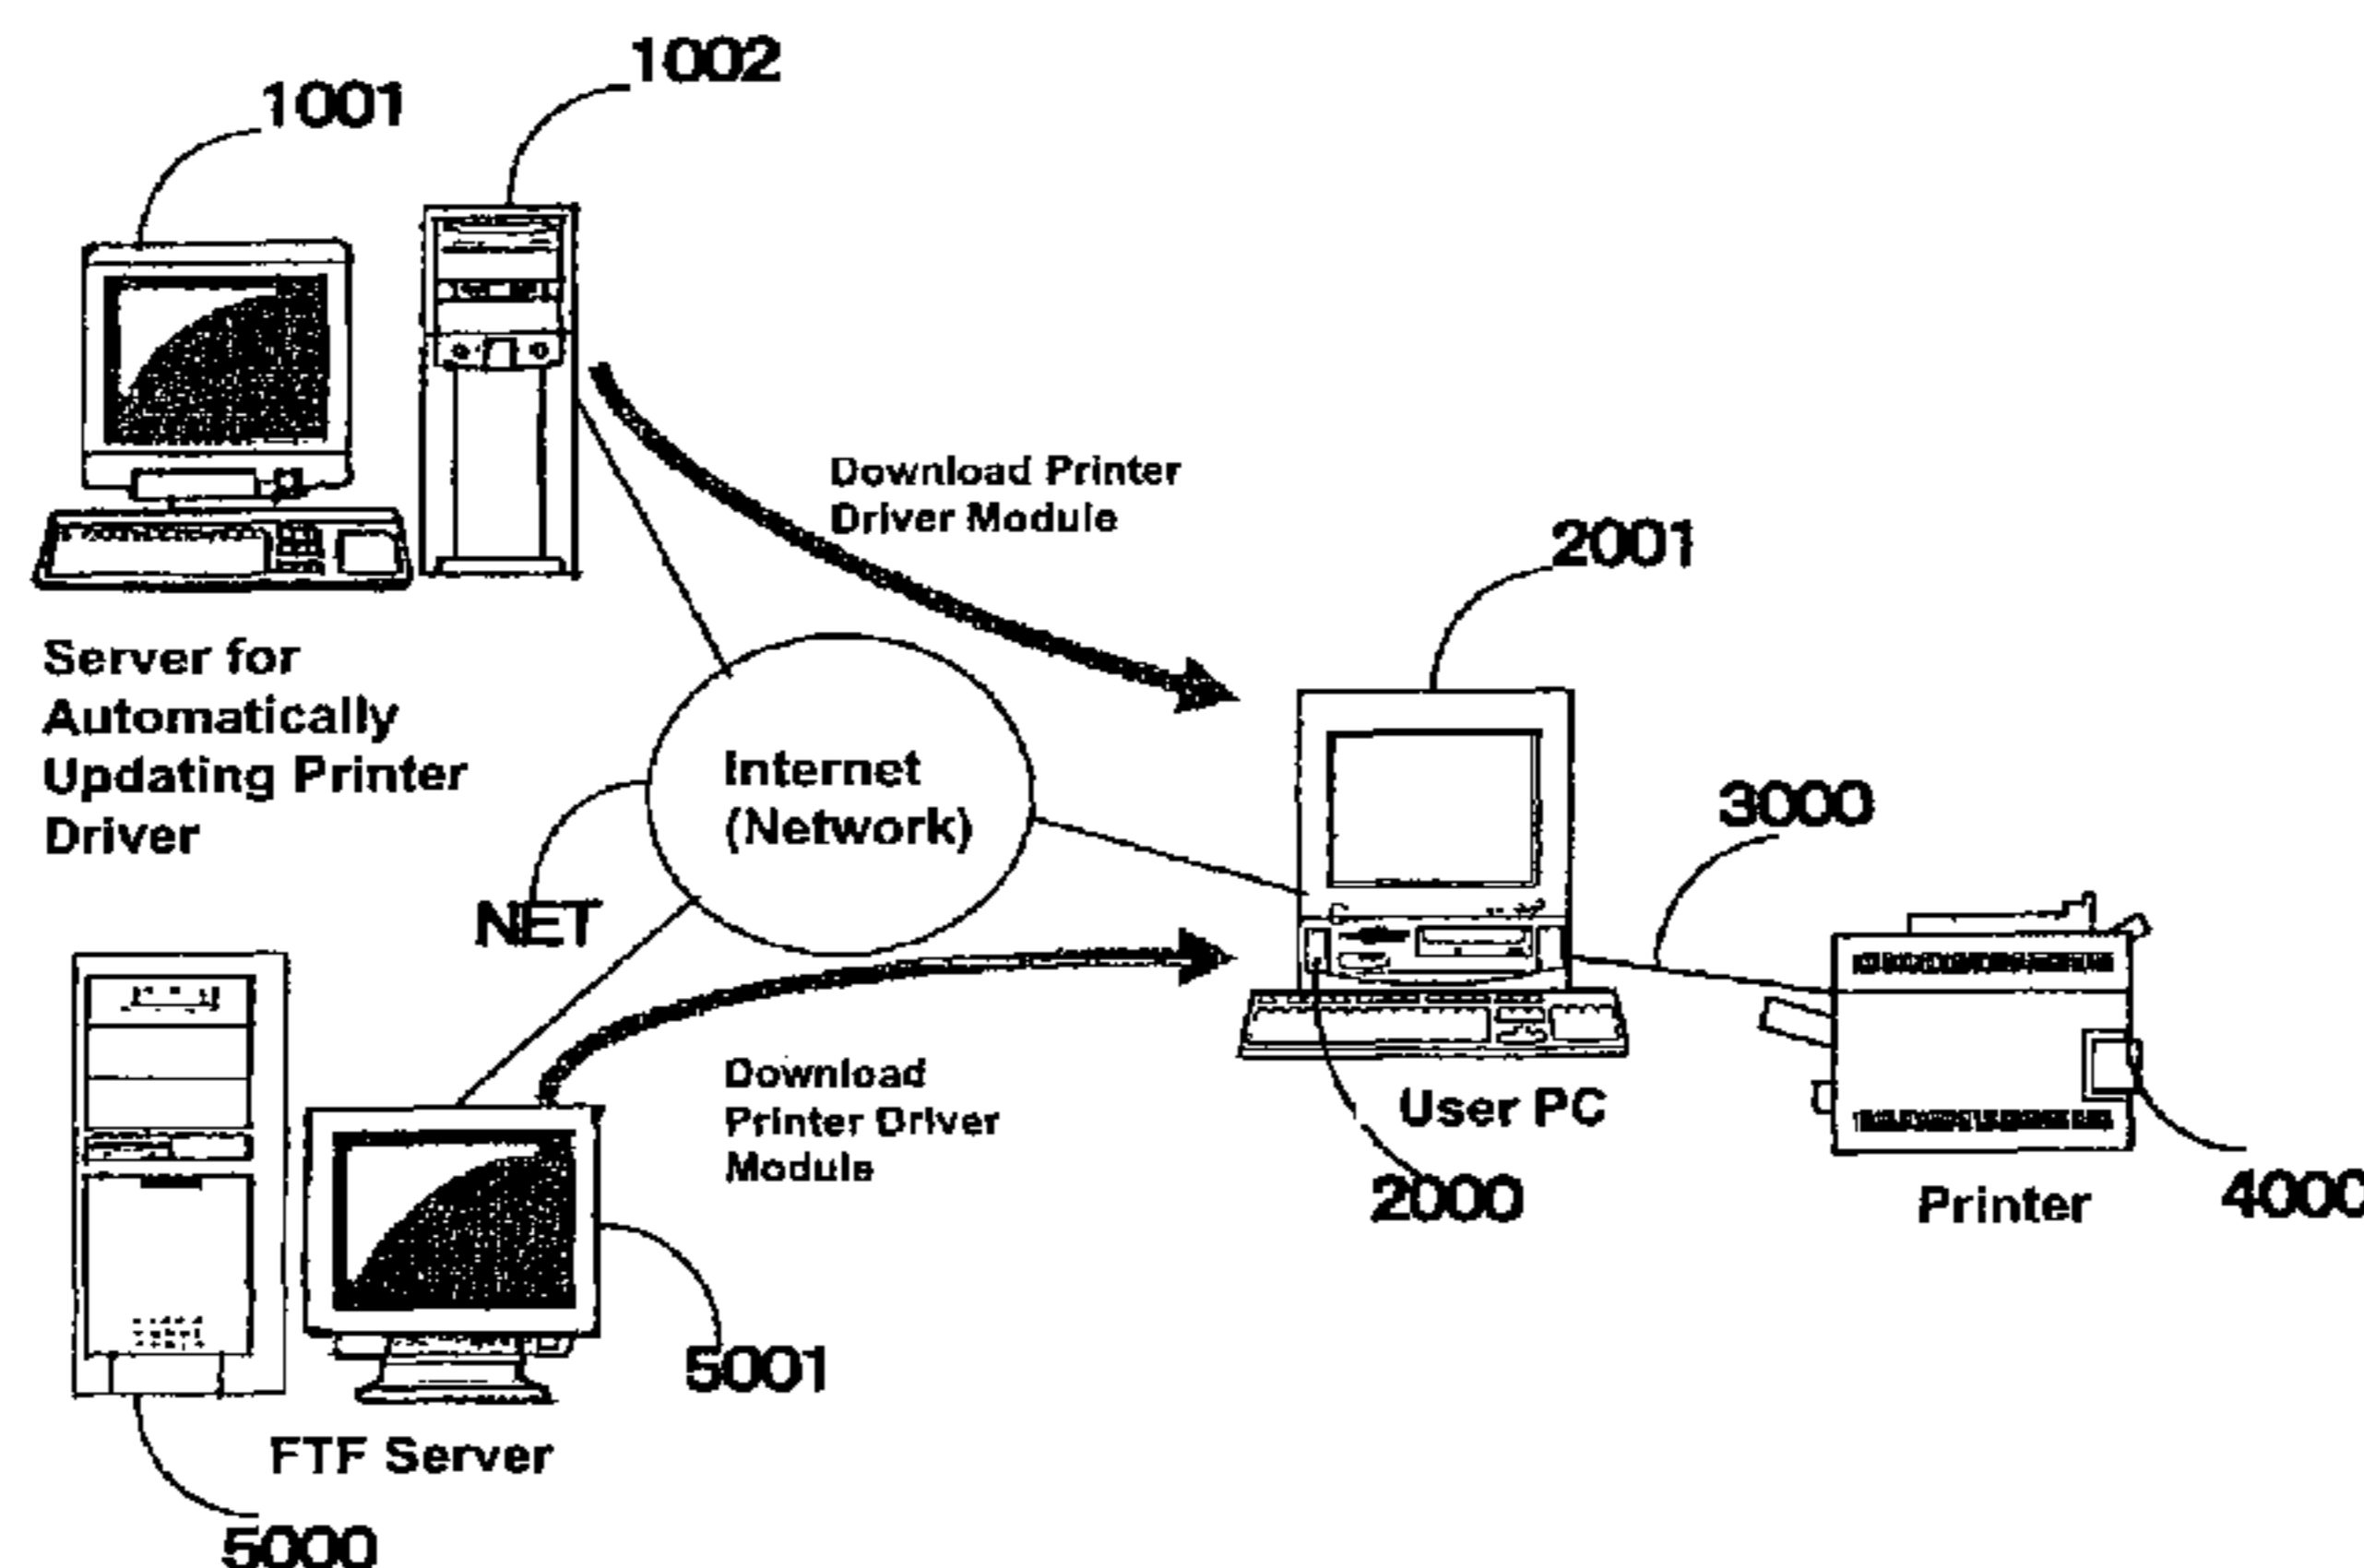 1002
1001
Download Printer
Driver Module
2001
Server for
Automatically
Updating Printer
Driver
Internet
(Network)
3000
NET
Download
Printer Driver
Module
User PC
2000
Printer
4000
5001
FTF Server
5000